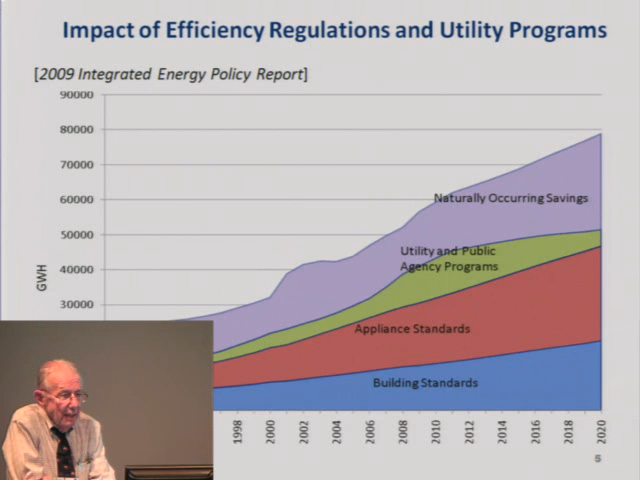 Impact of Efficiency Regulations and Utility Programs
[2009 Integrated Energy Policy Report]
90000
80000
70000
60000
50000
40000
30000
GWH
Naturally Occurring Savings
Utility and Public
Agency Programs
Appliance Standards
Building Standards
1998
2000
2002
2004
2006
2008
2010
2012
2014
2016
2018
2020
6